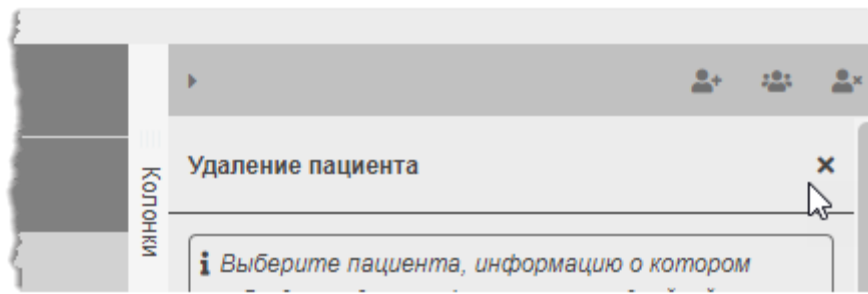 Удаление пациента
Колонки
Выберите пациента, информацию о котором